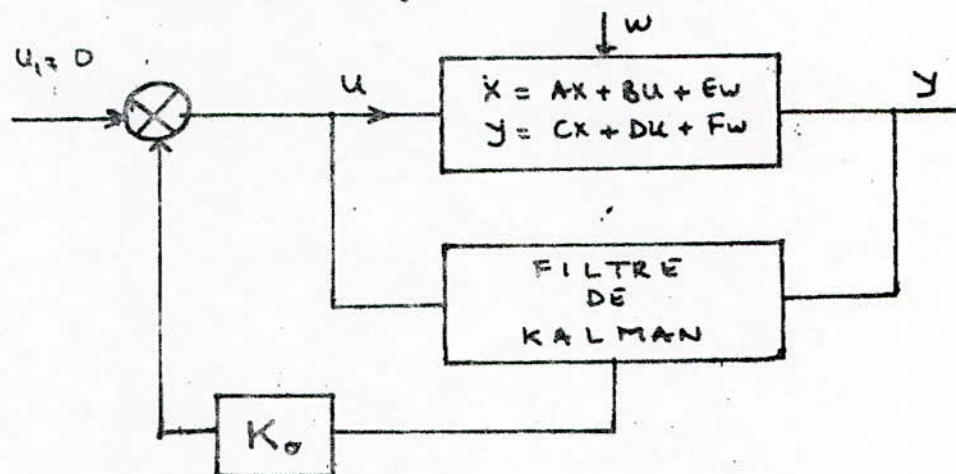 w
u₁= 0
u
ẋ = Ax + Bu + Ew
y = Cx + Du + Fw
y
FILTRE
DE
KALMAN
K₀